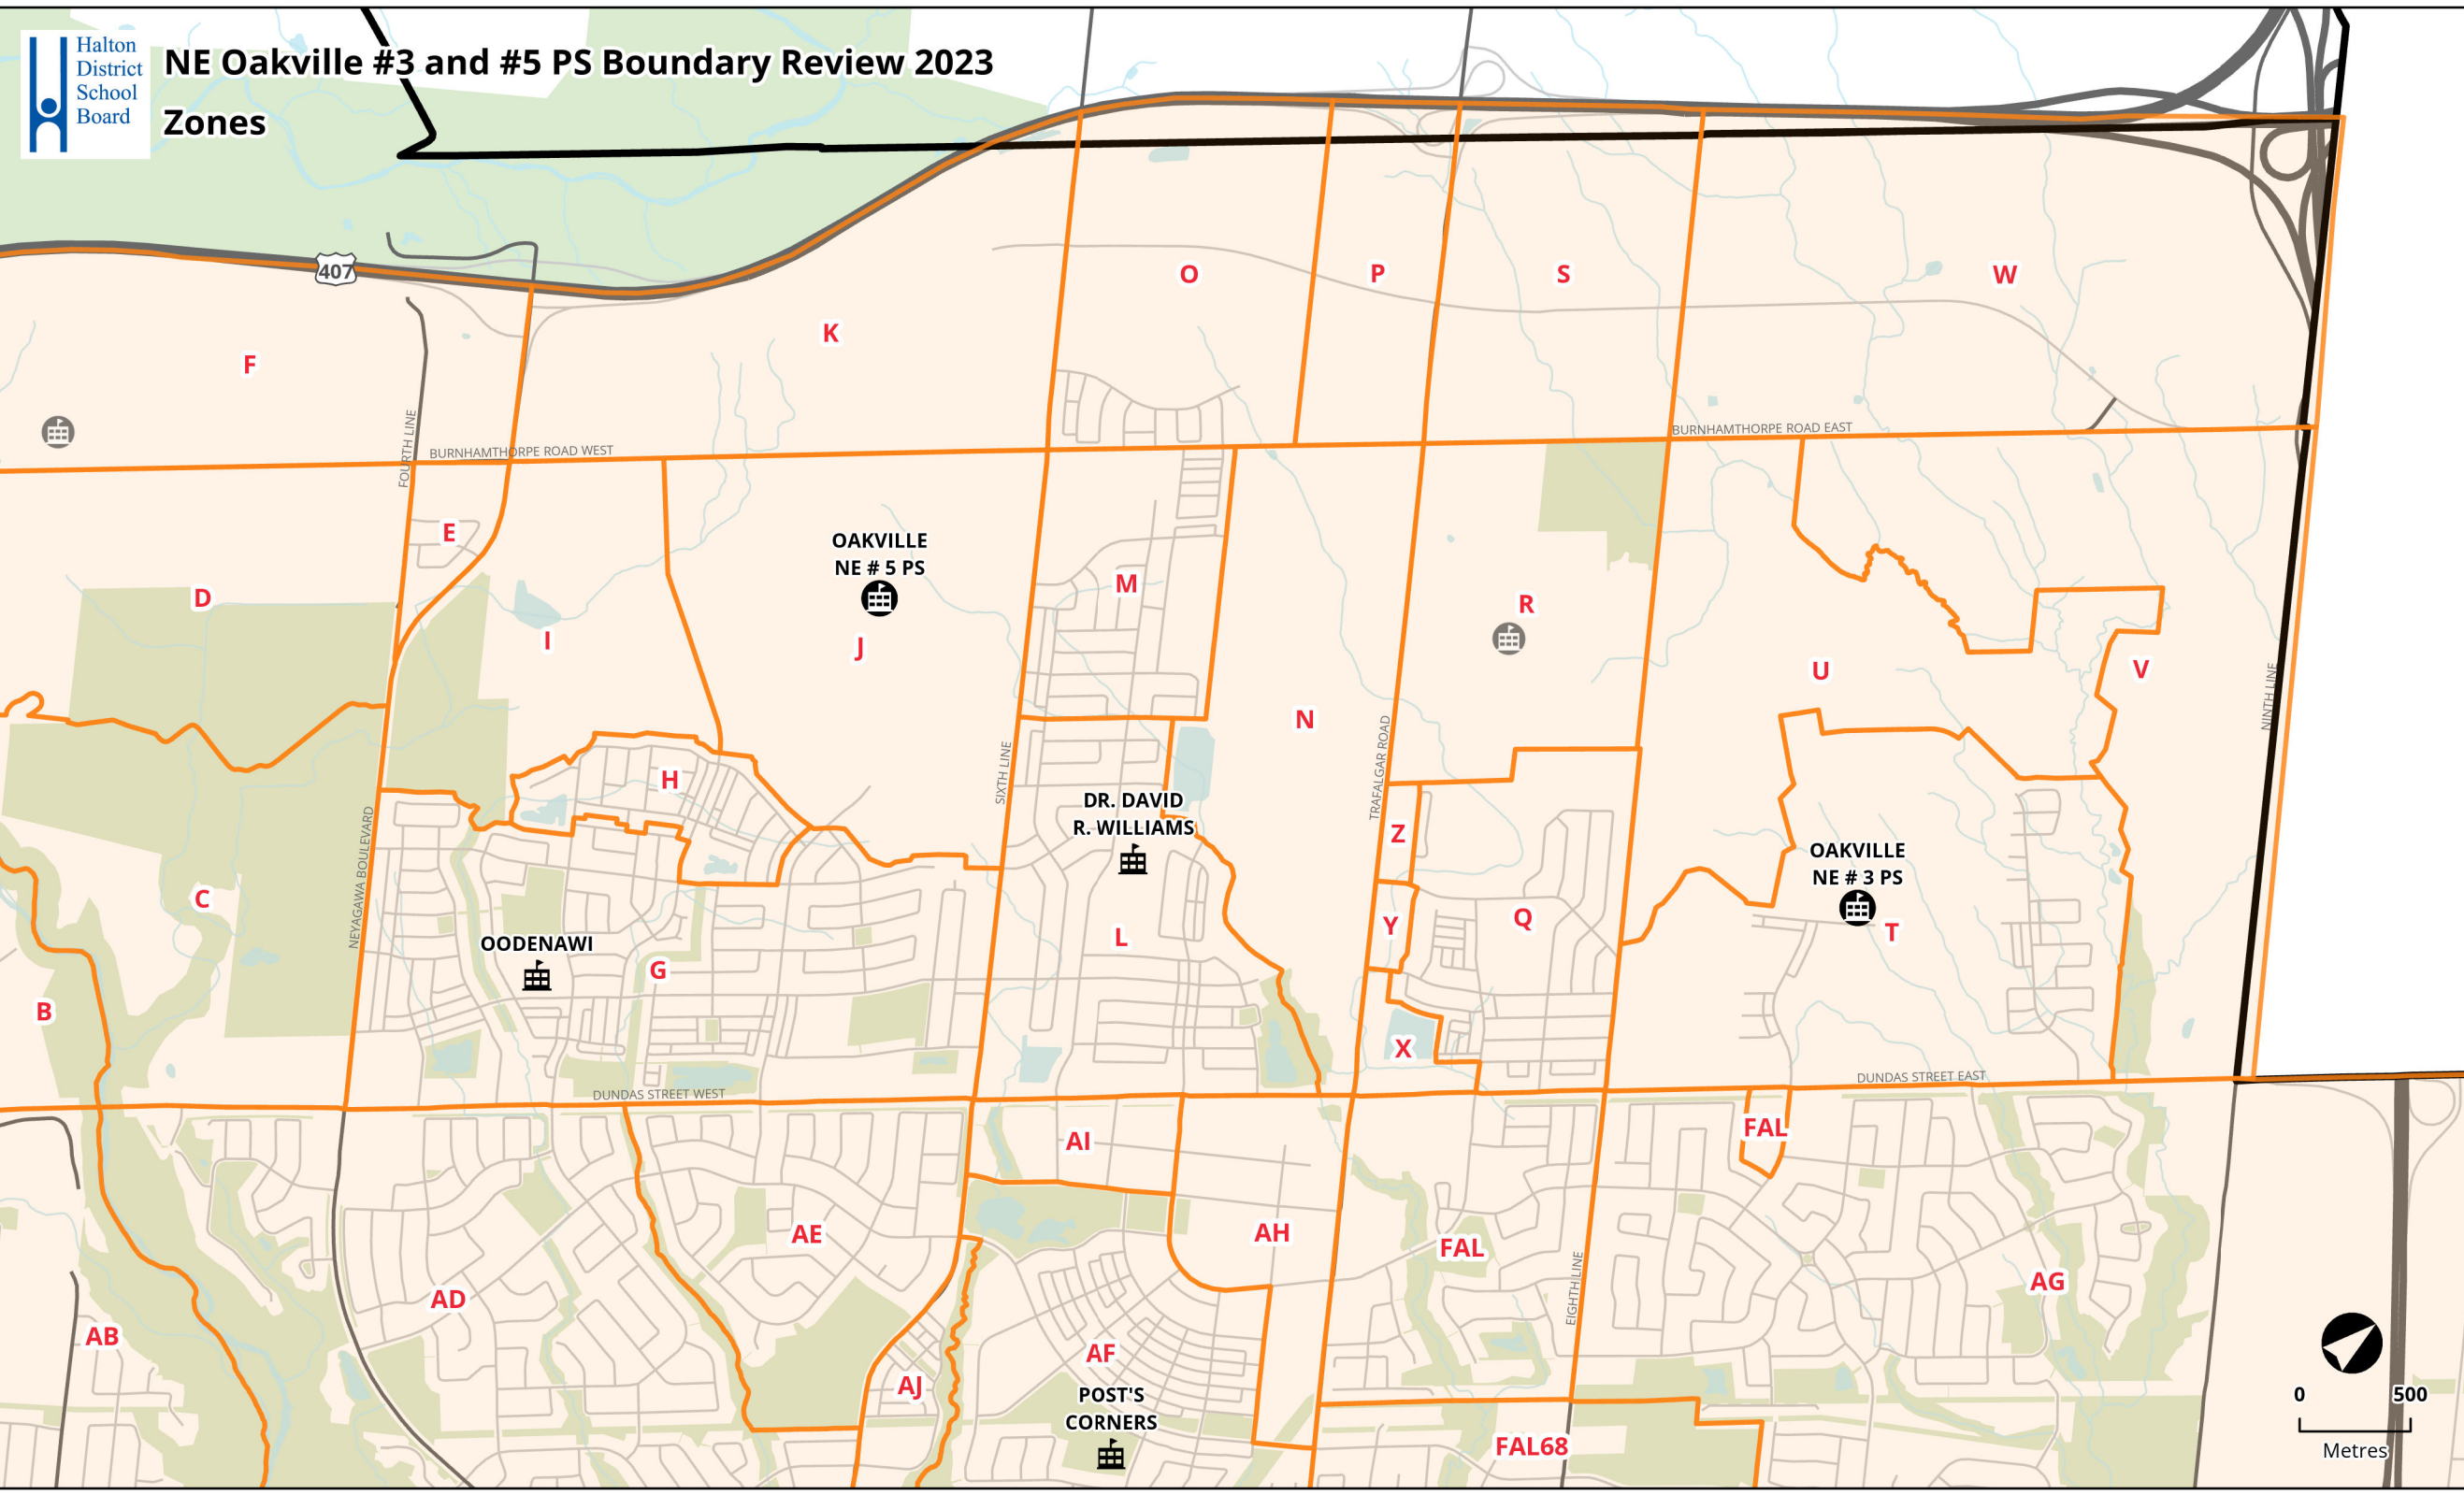 Halton
District
School
Board
NE Oakville #3 and #5 PS Boundary Review 2023
Zones
407
O
P
S
W
K
F
FOURTH LINE
BURNHAMTHORPE ROAD WEST
BURNHAMTHORPE ROAD EAST
E
OAKVILLE
NE # 5 PS
D
M
R
I
J
U
V
N
NINTH LINE
SIXTH LINE
TRAFALGAR ROAD
H
DR. DAVID
R. WILLIAMS
Z
NEYAGAWA BOULEVARD
OAKVILLE
NE # 3 PS
C
Y
Q
T
L
OODENAWI
G
B
X
DUNDAS STREET WEST
DUNDAS STREET EAST
FAL
AI
AE
AH
FAL
EIGHTH LINE
AG
AD
AB
AF
AJ
POST'S
CORNERS
FAL68
0 500
Metres